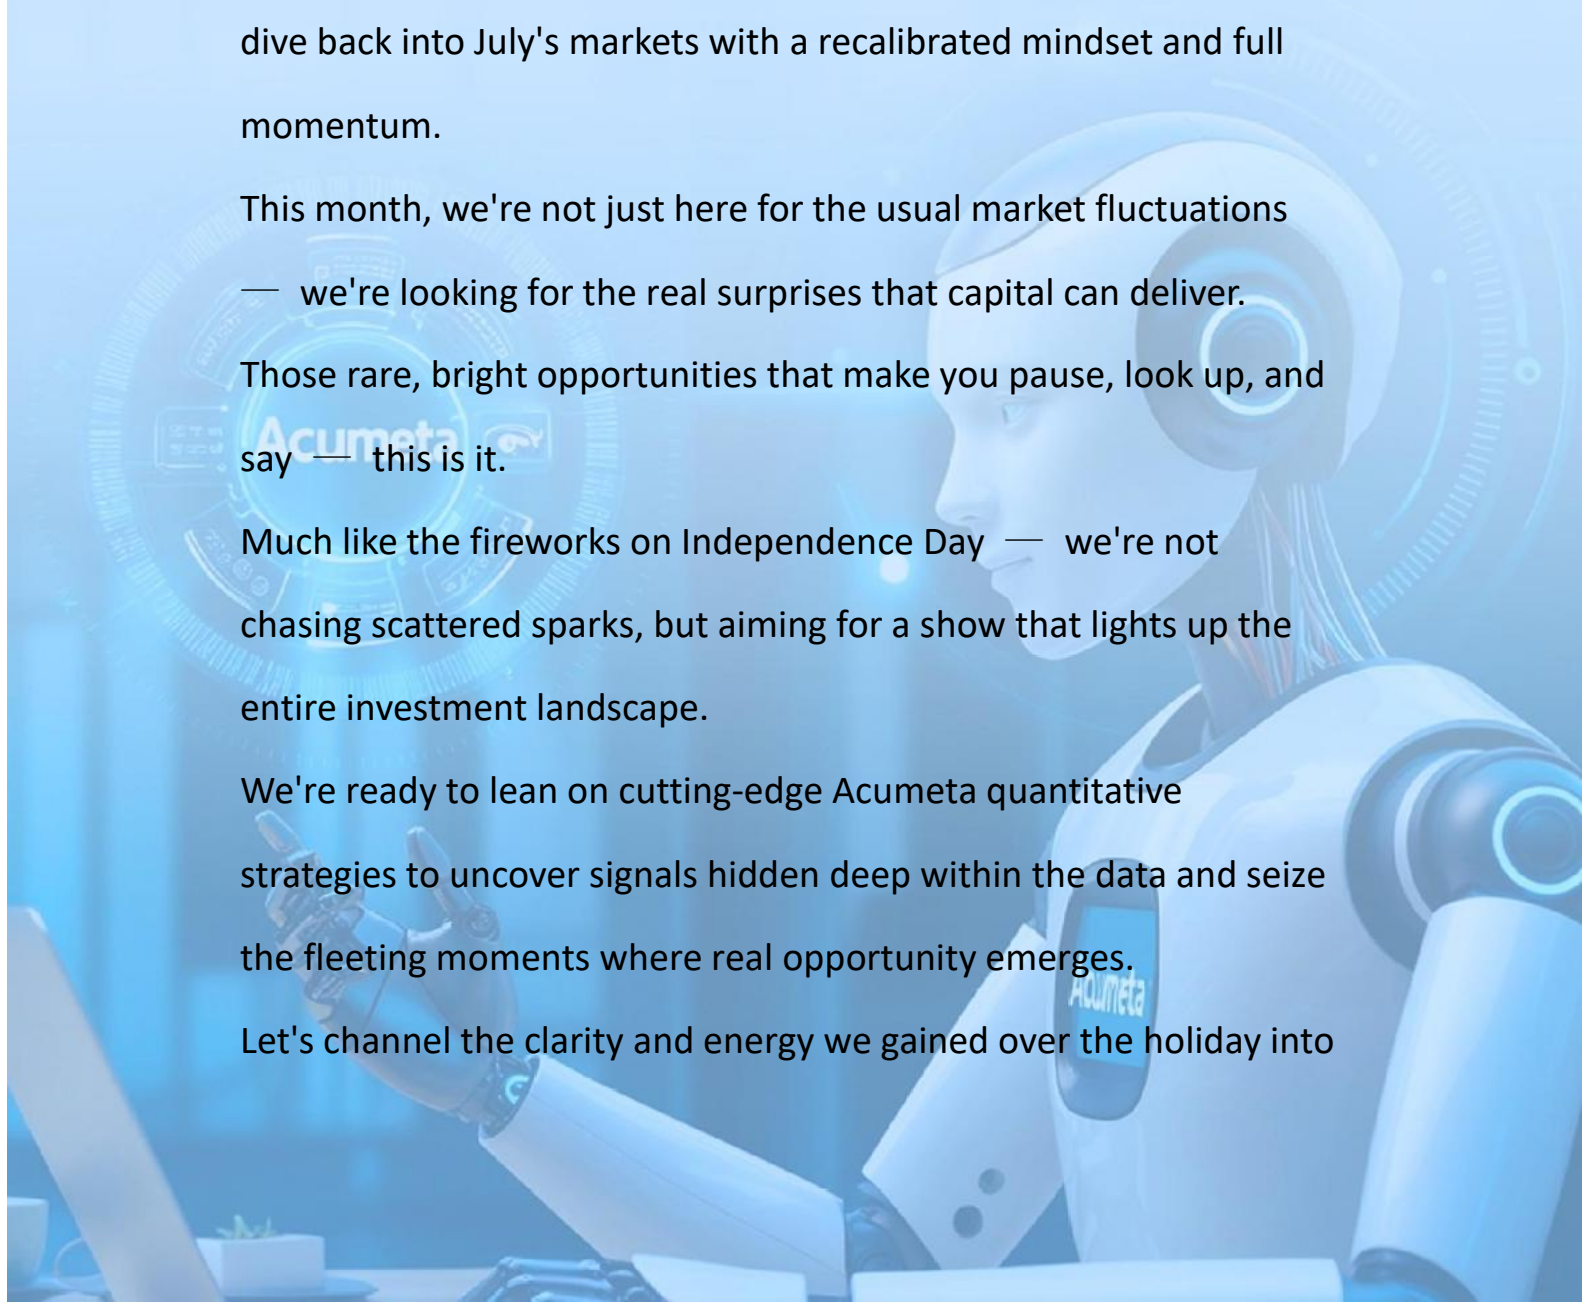 dive back into July's markets with a recalibrated mindset and full
momentum.
This month, we're not just here for the usual market fluctuations
— we're looking for the real surprises that capital can deliver.
Those rare, bright opportunities that make you pause, look up, and
Acumeta
say — this is it.
Much like the fireworks on Independence Day — we're not
chasing scattered sparks, but aiming for a show that lights up the
entire investment landscape.
We're ready to lean on cutting-edge Acumeta quantitative
strategies to uncover signals hidden deep within the data and seize
the fleeting moments where real opportunity emerges.
Acumeta
Let's channel the clarity and energy we gained over the holiday into